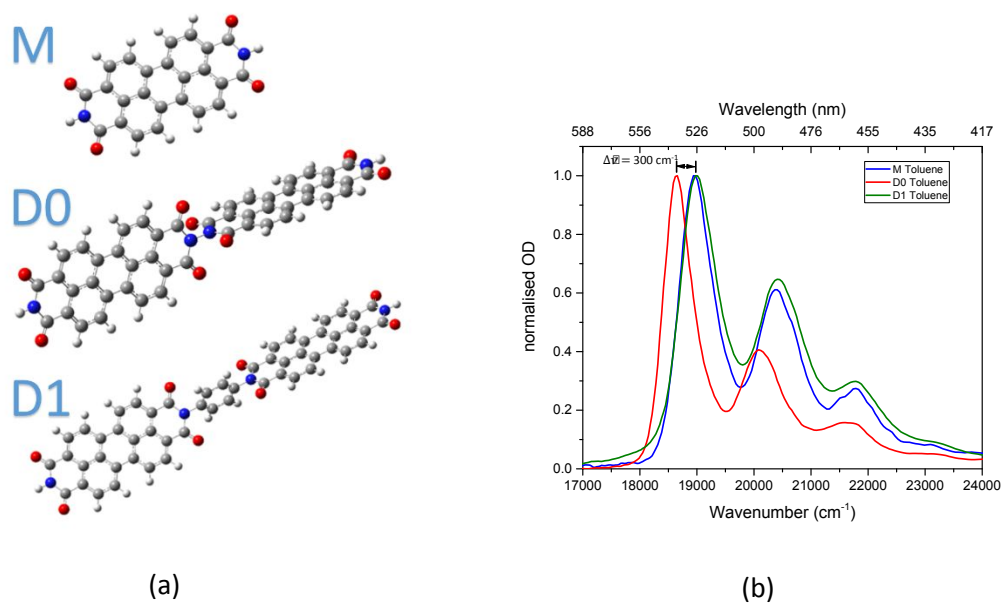 M
D0
D1
(a)
Wavelength (nm)
588 556 526 500 476 455 435 417
Δν̃ = 300 cm⁻¹
M Toluene
D0 Toluene
D1 Toluene
1.0
0.8
0.6
0.4
0.2
0.0
normalised OD
17000 18000 19000 20000 21000 22000 23000 24000
Wavenumber (cm⁻¹)
(b)